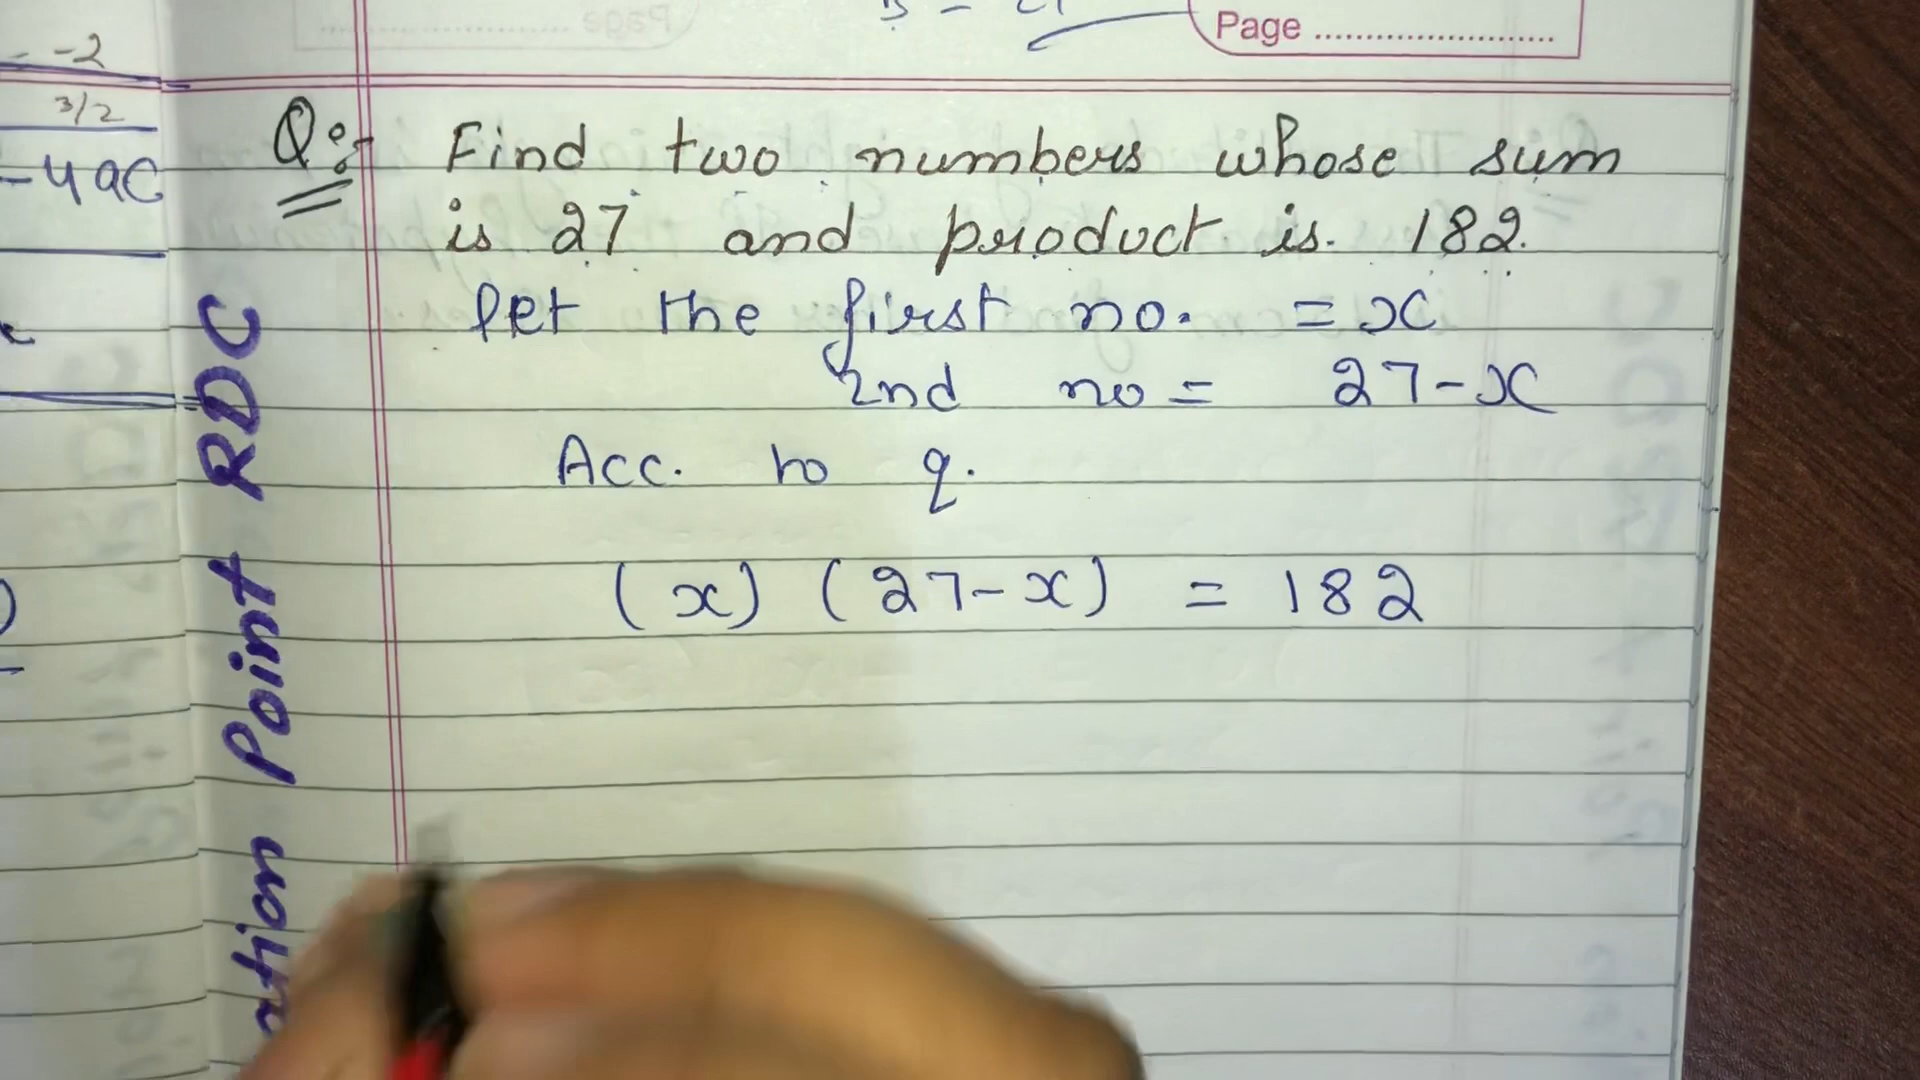 Page ........................
- -2
3/2
-4ac
Q:- Find two numbers whose sum
is 27 and product is. 182.
let the first no. = x
2nd no = 27-x
Acc. to q.
(x) (27-x) = 182
ation Point RDC